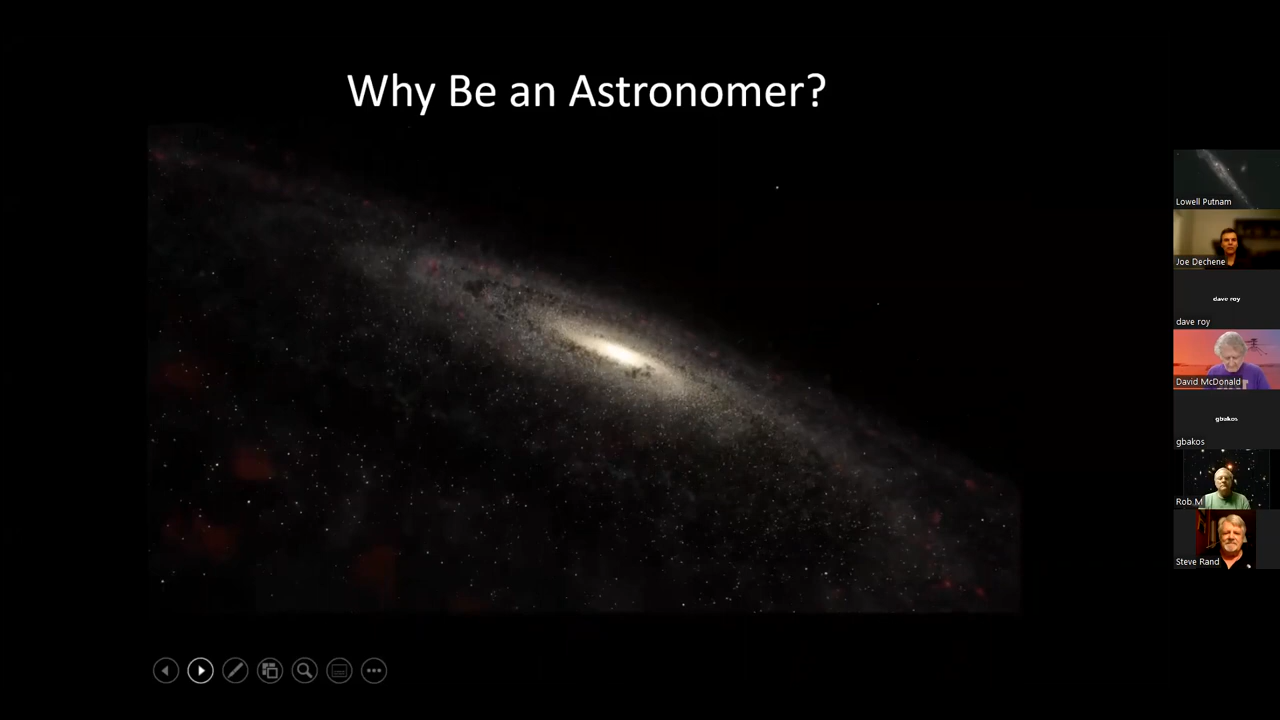 Why Be an Astronomer?
Lowell Putnam
Joe Dechene
dave roy
dave roy
David McDonald
gbakos
gbakos
Rob.M
Steve Rand